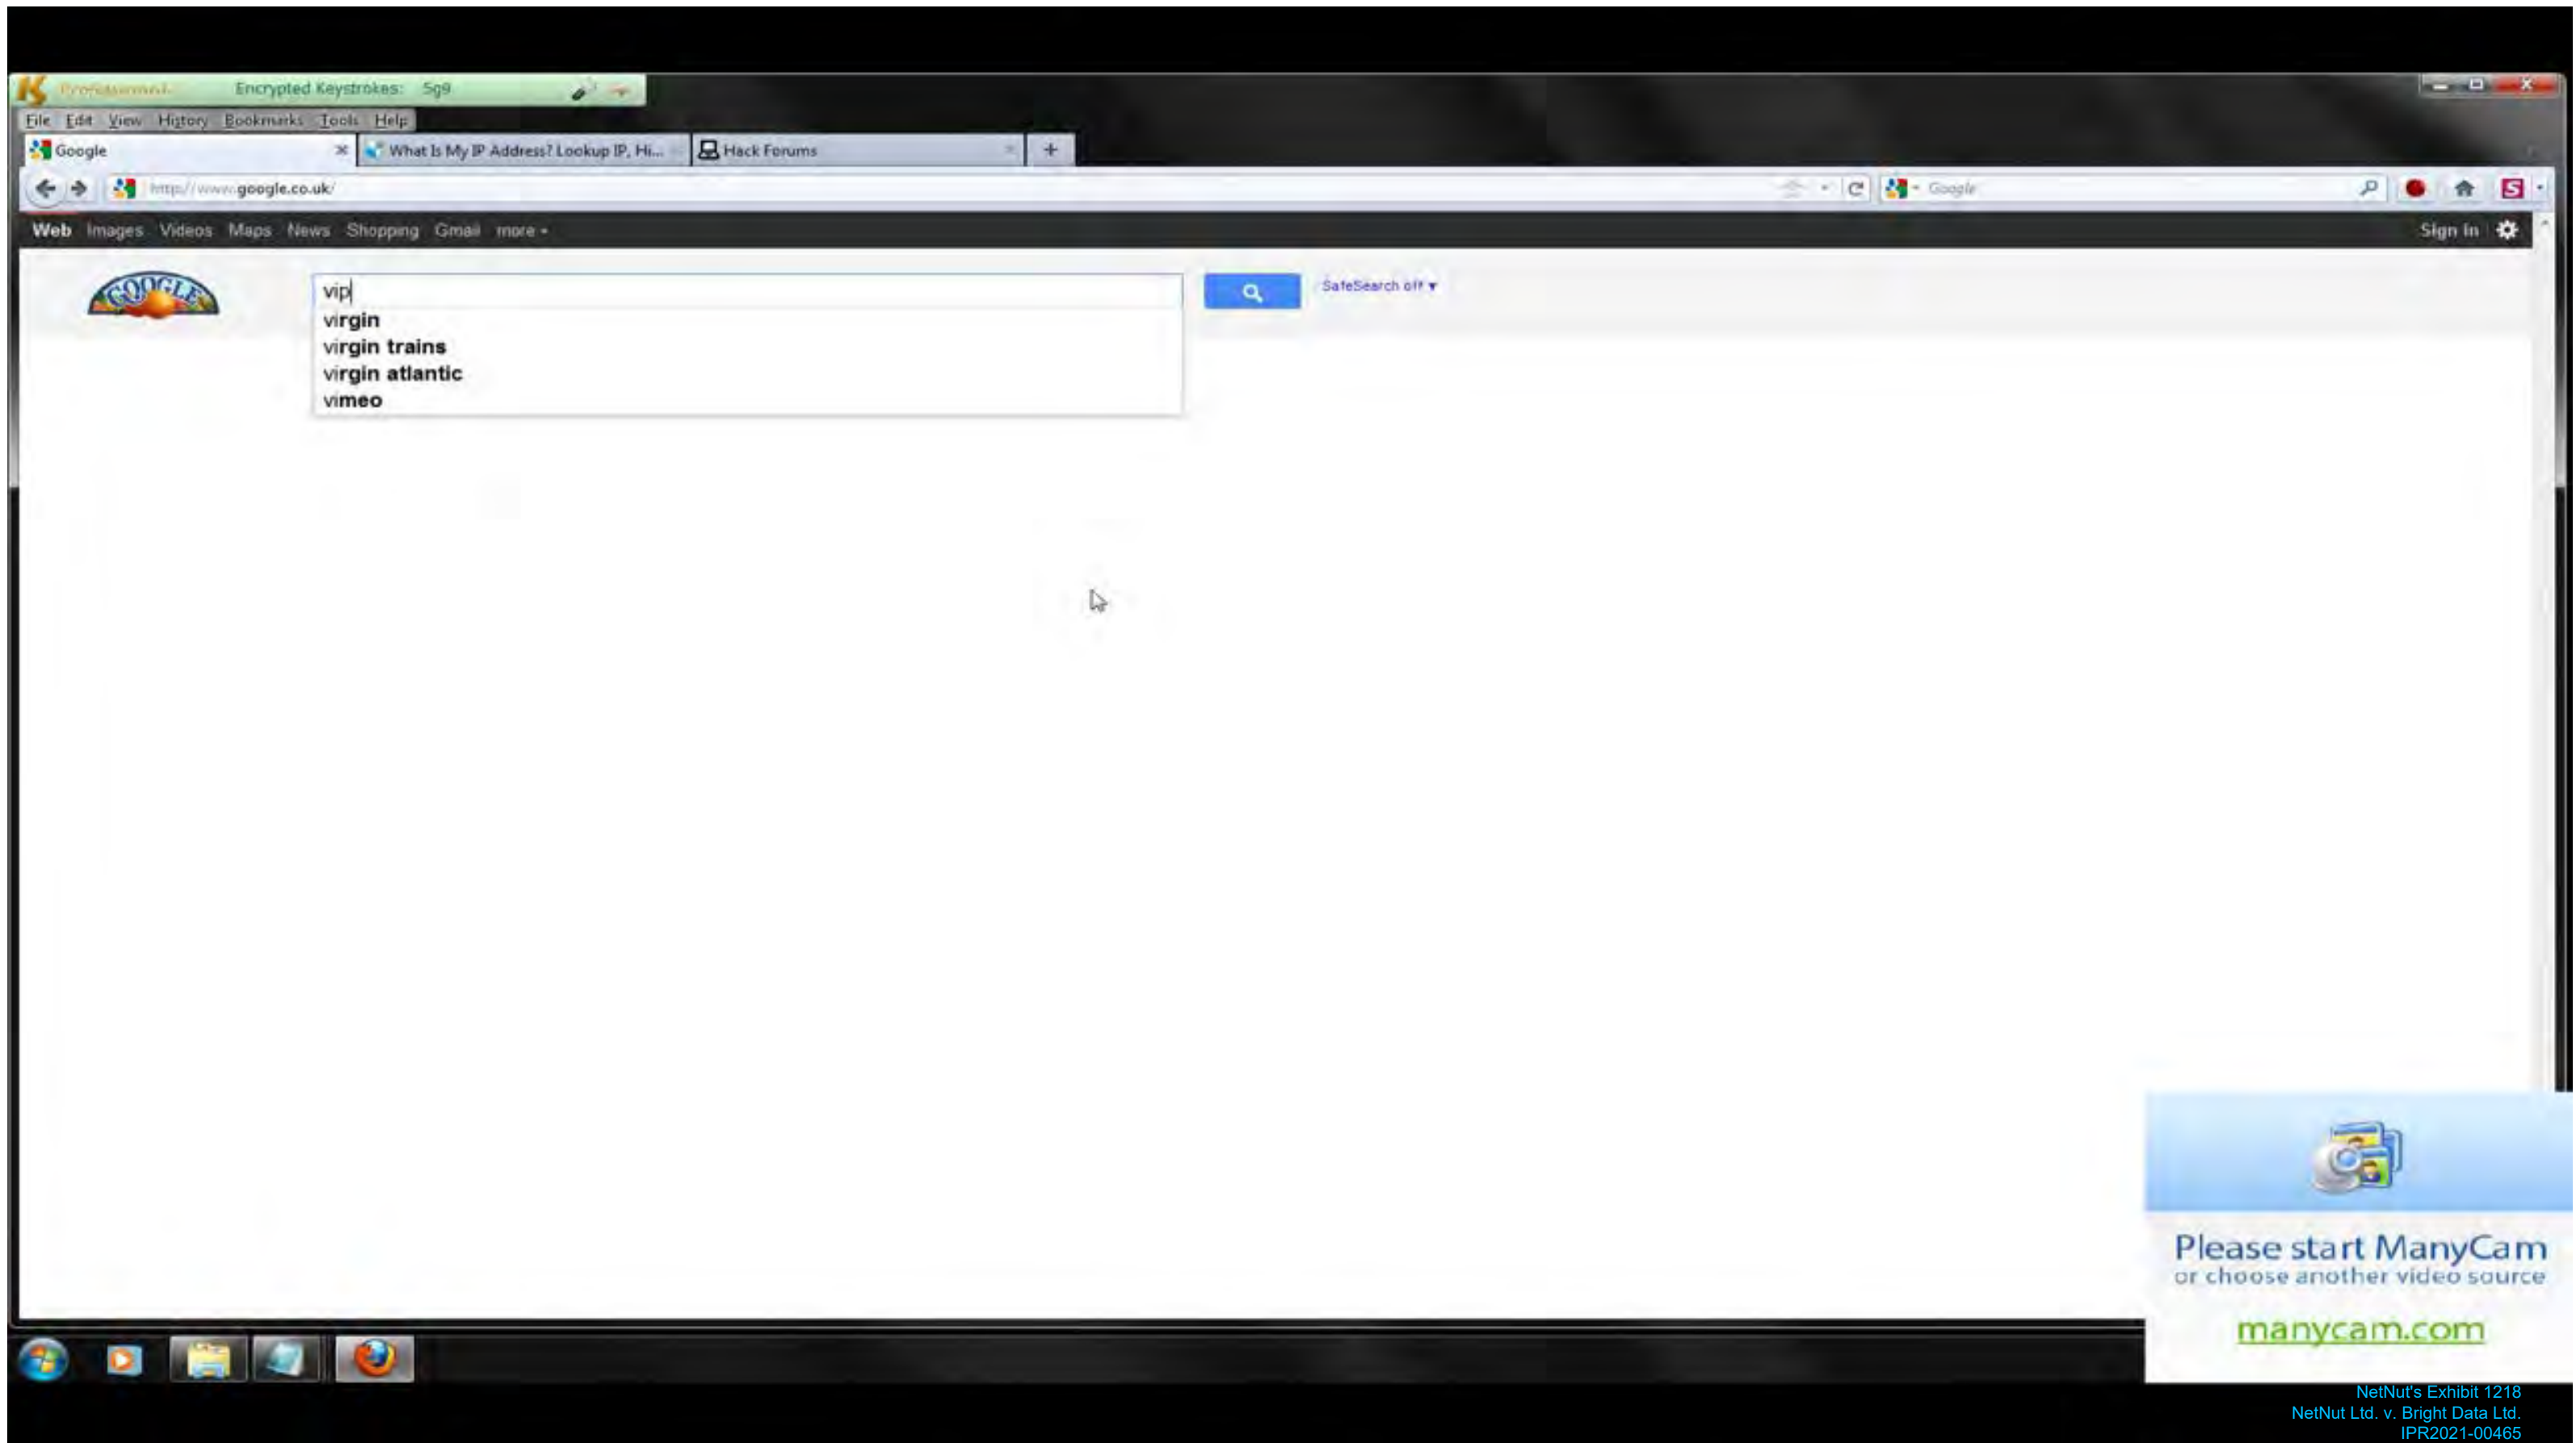 Encrypted Keystrokes: 5g9
File Edit View History Bookmarks Tools Help
Google What Is My IP Address? Lookup IP, Hi... Hack Forums
http://www.google.co.uk/ Google
Web Images Videos Maps News Shopping Gmail more
Sign in
GOOGLE
vip
SafeSearch off
virgin
virgin trains
virgin atlantic
vimeo
Please start ManyCam
or choose another video source
manycam.com
NetNut's Exhibit 1218
NetNut Ltd. v. Bright Data Ltd.
IPR2021-00465